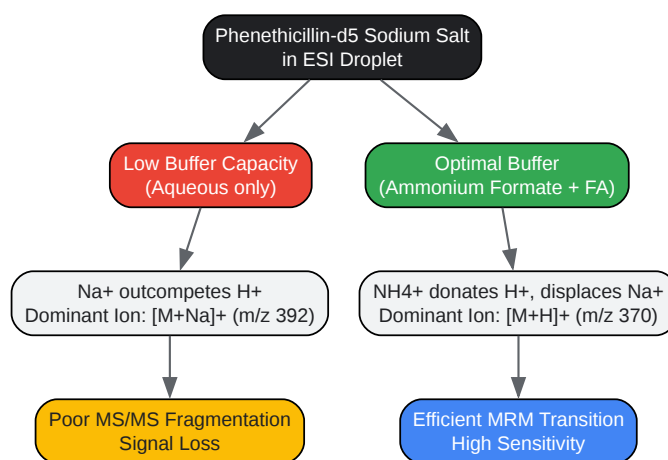 Phenethicillin-d5 Sodium Salt
in ESI Droplet
Low Buffer Capacity
(Aqueous only)
Optimal Buffer
(Ammonium Formate + FA)
Na+ outcompetes H+
Dominant Ion: [M+Na]+ (m/z 392)
NH4+ donates H+, displaces Na+
Dominant Ion: [M+H]+ (m/z 370)
Poor MS/MS Fragmentation
Signal Loss
Efficient MRM Transition
High Sensitivity